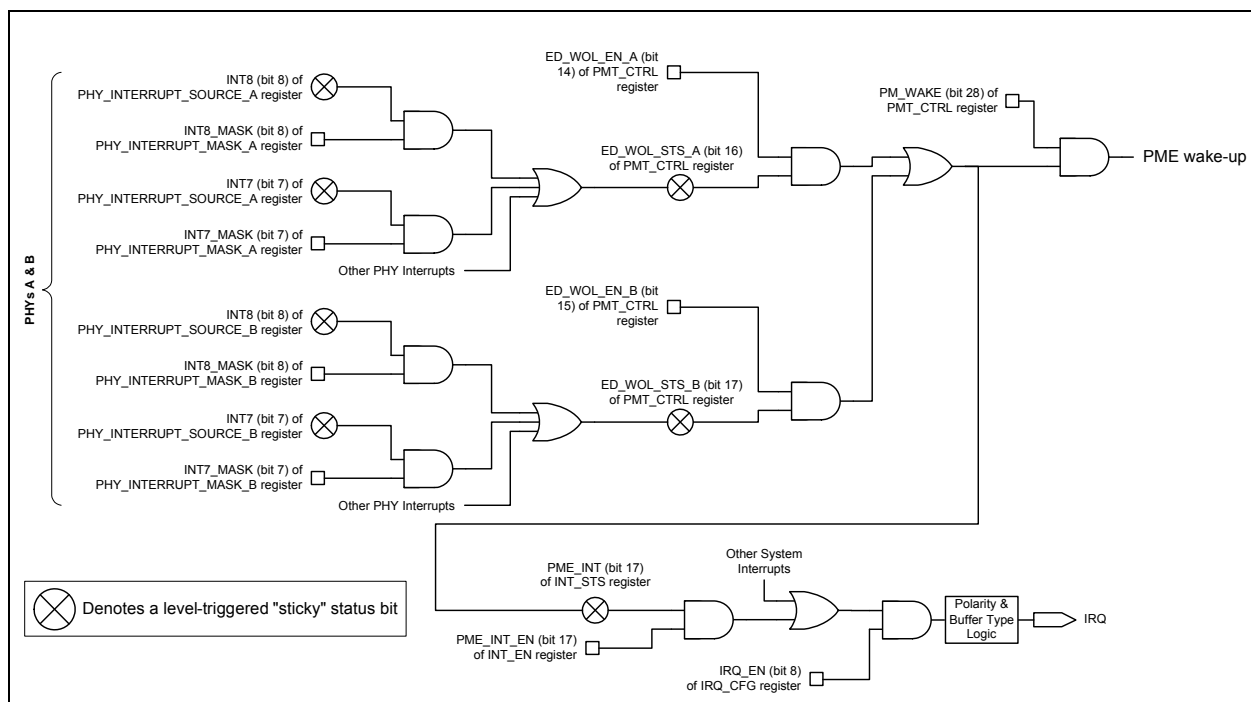 PHYs A & B
INT8 (bit 8) of
PHY_INTERRUPT_SOURCE_A register
INT8_MASK (bit 8) of
PHY_INTERRUPT_MASK_A register
INT7 (bit 7) of
PHY_INTERRUPT_SOURCE_A register
INT7_MASK (bit 7) of
PHY_INTERRUPT_MASK_A register
Other PHY Interrupts
ED_WOL_EN_A (bit
14) of PMT_CTRL
register
ED_WOL_STS_A (bit 16)
of PMT_CTRL register
PM_WAKE (bit 28) of
PMT_CTRL register
PME wake-up
INT8 (bit 8) of
PHY_INTERRUPT_SOURCE_B register
INT8_MASK (bit 8) of
PHY_INTERRUPT_MASK_B register
INT7 (bit 7) of
PHY_INTERRUPT_SOURCE_B register
INT7_MASK (bit 7) of
PHY_INTERRUPT_MASK_B register
Other PHY Interrupts
ED_WOL_EN_B (bit
15) of PMT_CTRL
register
ED_WOL_STS_B (bit 17)
of PMT_CTRL register
Denotes a level-triggered "sticky" status bit
PME_INT (bit 17)
of INT_STS register
PME_INT_EN (bit 17)
of INT_EN register
Other System
Interrupts
IRQ_EN (bit 8)
of IRQ_CFG register
Polarity &
Buffer Type
Logic
IRQ